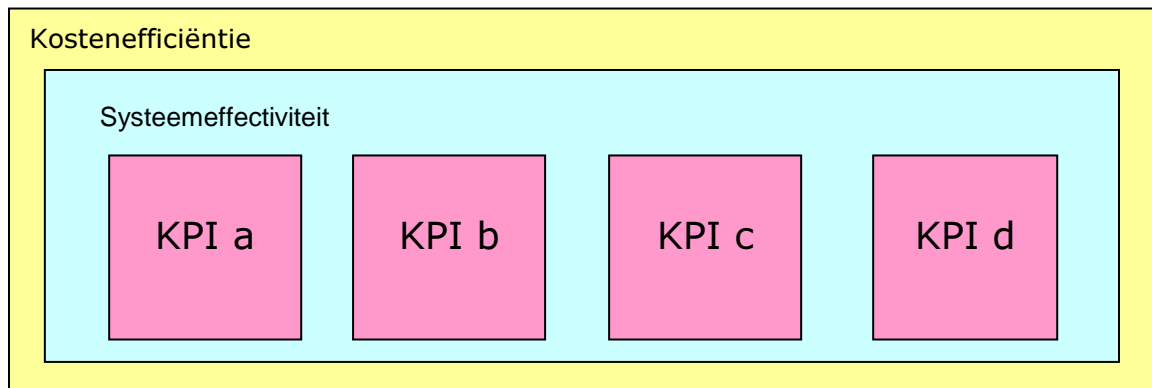 Kostenefficiëntie
Systeemeffectiviteit
KPI a
KPI b
KPI c
KPI d